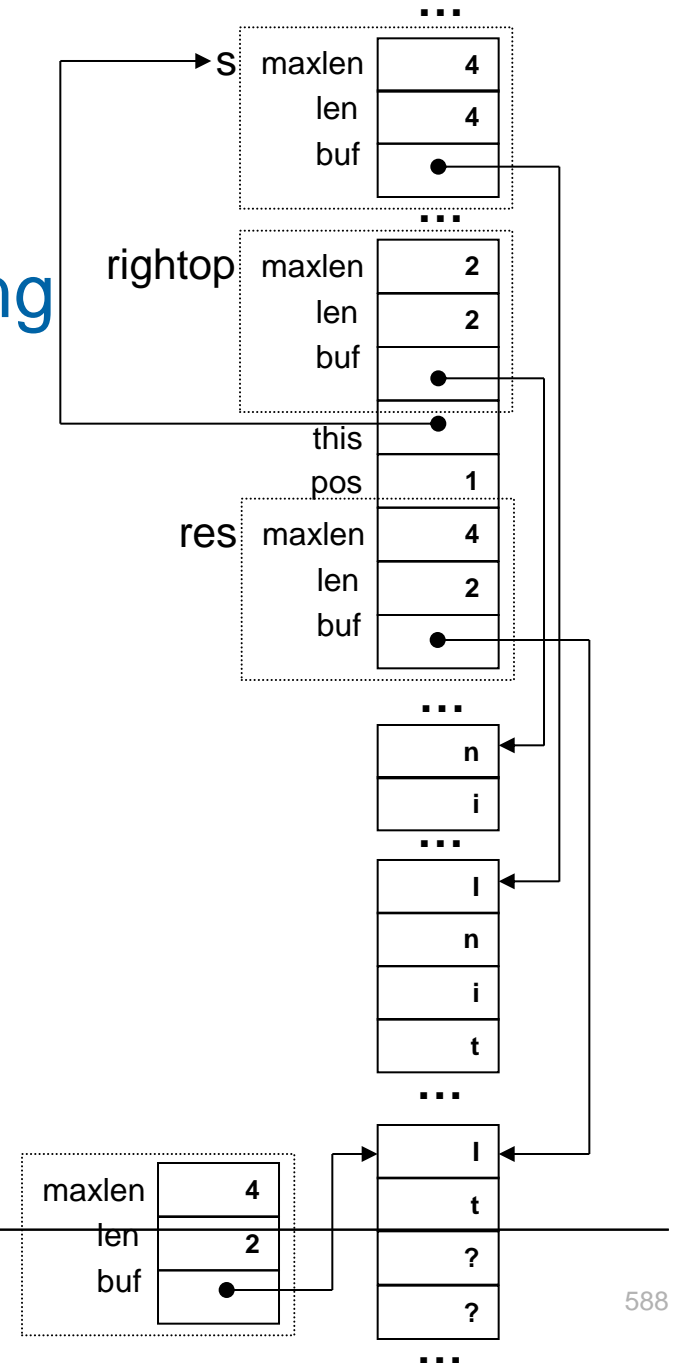 ...
s maxlen 4
len 4
buf
...
ng
rightop maxlen 2
len 2
buf
this
pos 1
res maxlen 4
len 2
buf
...
n
i
...
I
n
i
t
...
I
t
?
?
...
maxlen 4
len 2
buf
588